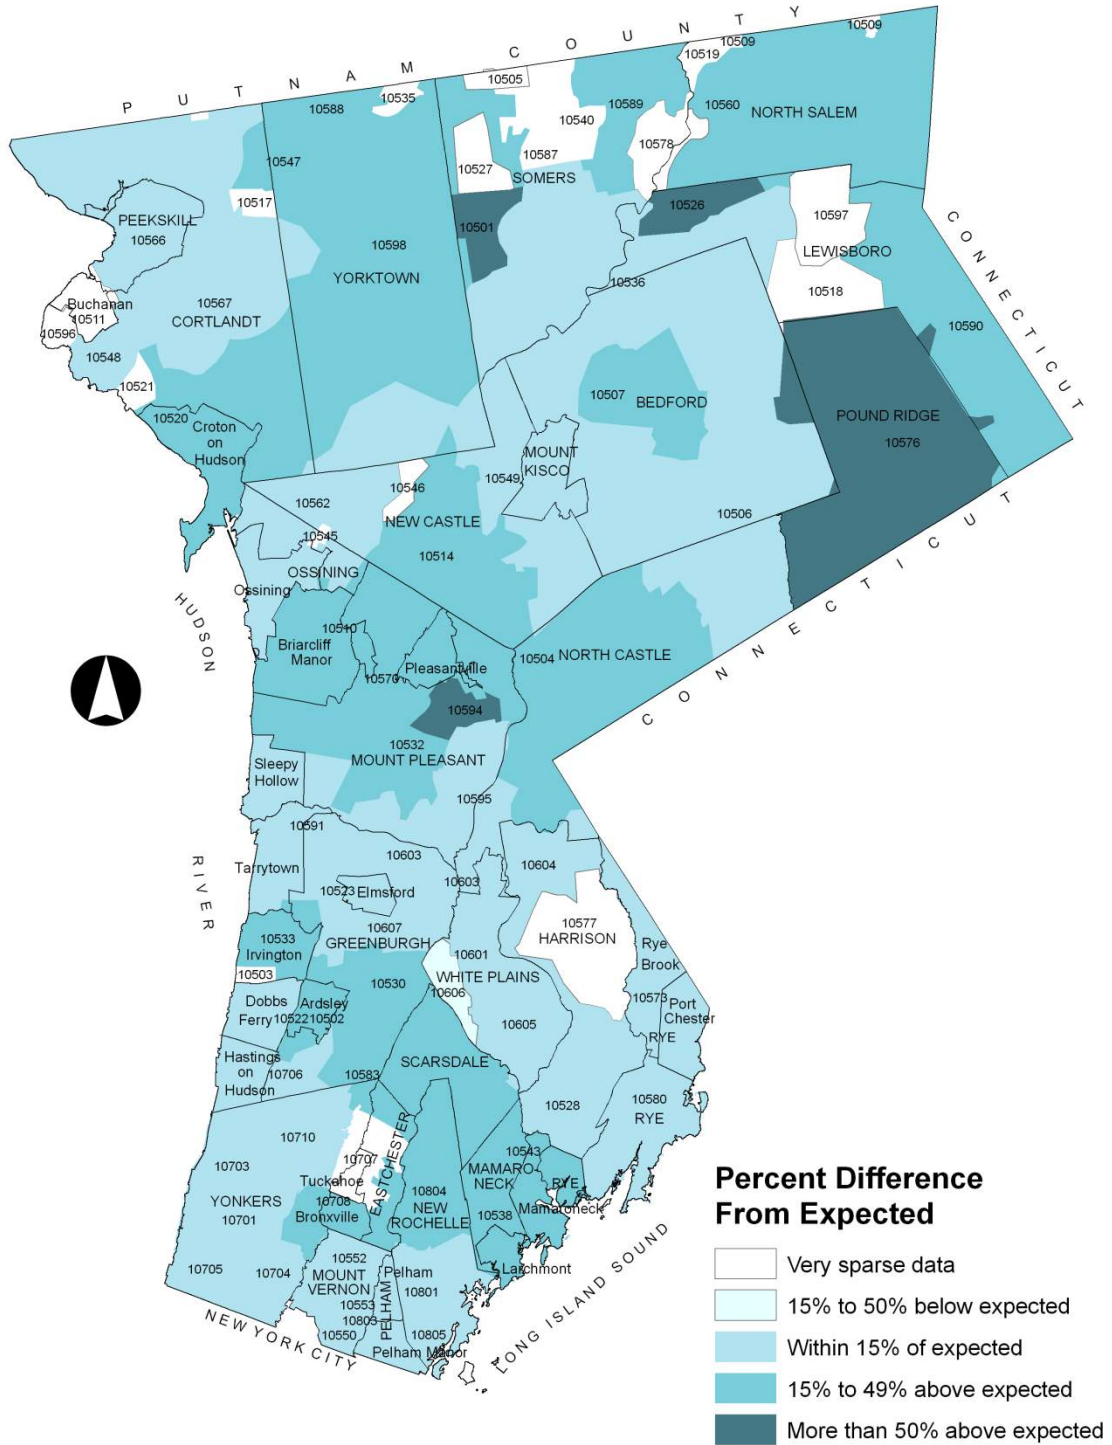 PUTNAM COUNTY
10509
10509
10519
10505
10535
10588
10589
10560
NORTH SALEM
10540
10578
10587
10527
SOMERS
10547
10517
10526
10597
10501
LEWISBORO
PEEKSKILL
10566
10598
YORKTOWN
10536
10518
CONNECTICUT
Buchanan
10511
10567
CORTLANDT
10596
10548
10590
10521
10507
BEDFORD
POUND RIDGE
10576
10520
Croton
on
Hudson
MOUNT
KISCO
10549
10546
10562
NEW CASTLE
10506
10545
10514
OSSINING
Ossining
HUDSON
CONNECTICUT
10510
Briarcliff
Manor
Pleasantville
10570
10504
NORTH CASTLE
10594
10532
MOUNT PLEASANT
Sleepy
Hollow
10595
10591
10603
Tarrytown
10604
RIVER
10603
10523
Elmsford
10577
HARRISON
10607
GREENBURGH
10533
Irvington
10601
WHITE PLAINS
Rye
Brook
10503
10530
10606
10573
Port
Chester
Dobbs
Ferry
Ardsley
10522
10502
10605
RYE
SCARSDALE
Hastings
on
Hudson
10706
10583
10528
10580
RYE
10710
10707
EASTCHESTER
10543
10703
Tuckahoe
MAMARO-
NECK
RYE
YONKERS
10701
10708
Bronxville
10804
NEW
ROCHELLE
10538
Mamaroneck
10705
10704
10552
MOUNT
VERNON
Pelham
10801
Larchmont
10553
10803
PELHAM
10550
10805
Pelham Manor
NEW YORK CITY
LONG ISLAND SOUND
Percent Difference
From Expected
Very sparse data
15% to 50% below expected
Within 15% of expected
15% to 49% above expected
More than 50% above expected